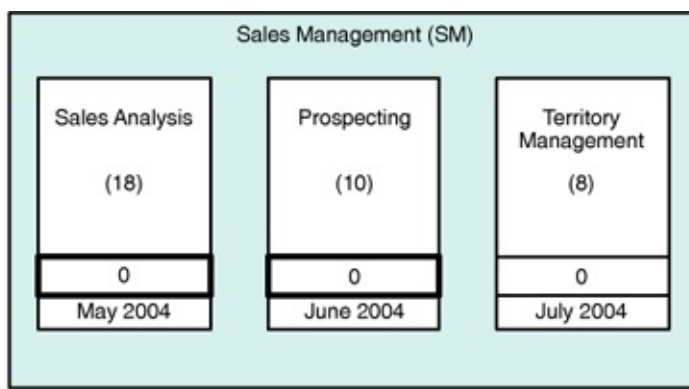 Sales Management (SM)
Sales Analysis
(18)
0
May 2004
Prospecting
(10)
0
June 2004
Territory
Management
(8)
0
July 2004